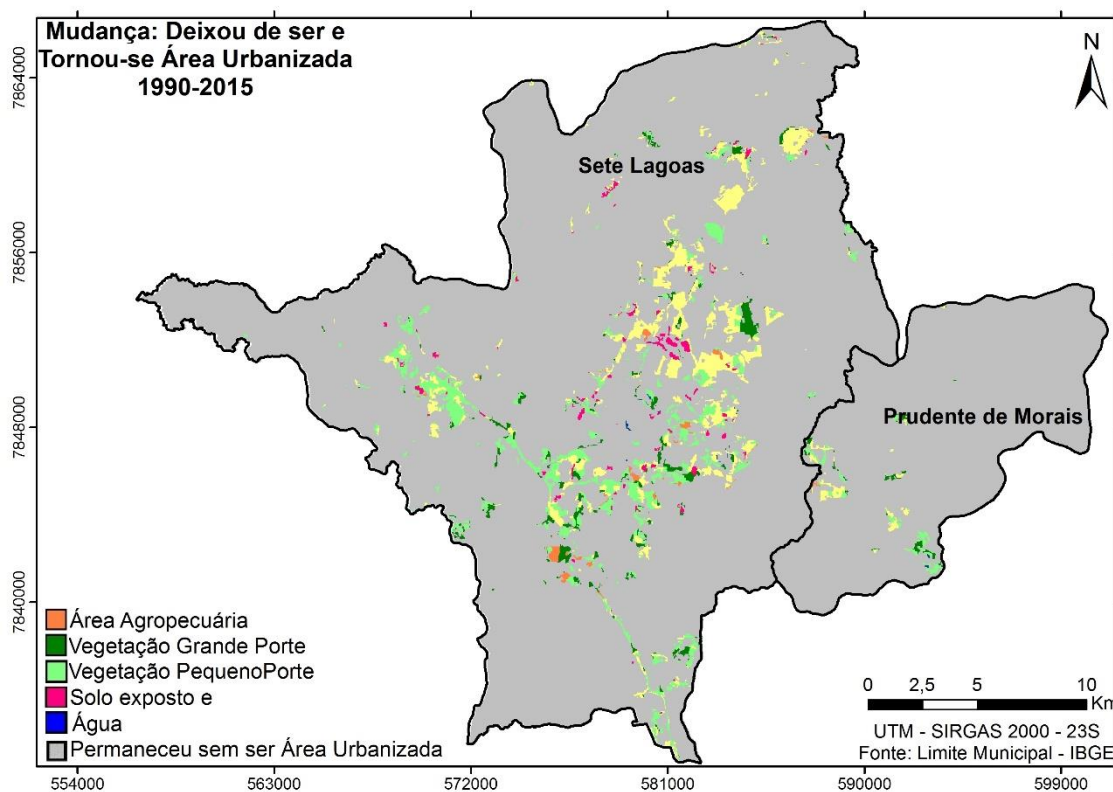 Mudança: Deixou de ser e
Tornou-se Área Urbanizada
1990-2015
N
7864000
7856000
7848000
7840000
Sete Lagoas
Prudente de Morais
Área Agropecuária
Vegetação Grande Porte
Vegetação PequenoPorte
Solo exposto e
Água
Permaneceu sem ser Área Urbanizada
0 2,5 5 10
Km
UTM - SIRGAS 2000 - 23S
Fonte: Limite Municipal - IBGE
554000 563000 572000 581000 590000 599000